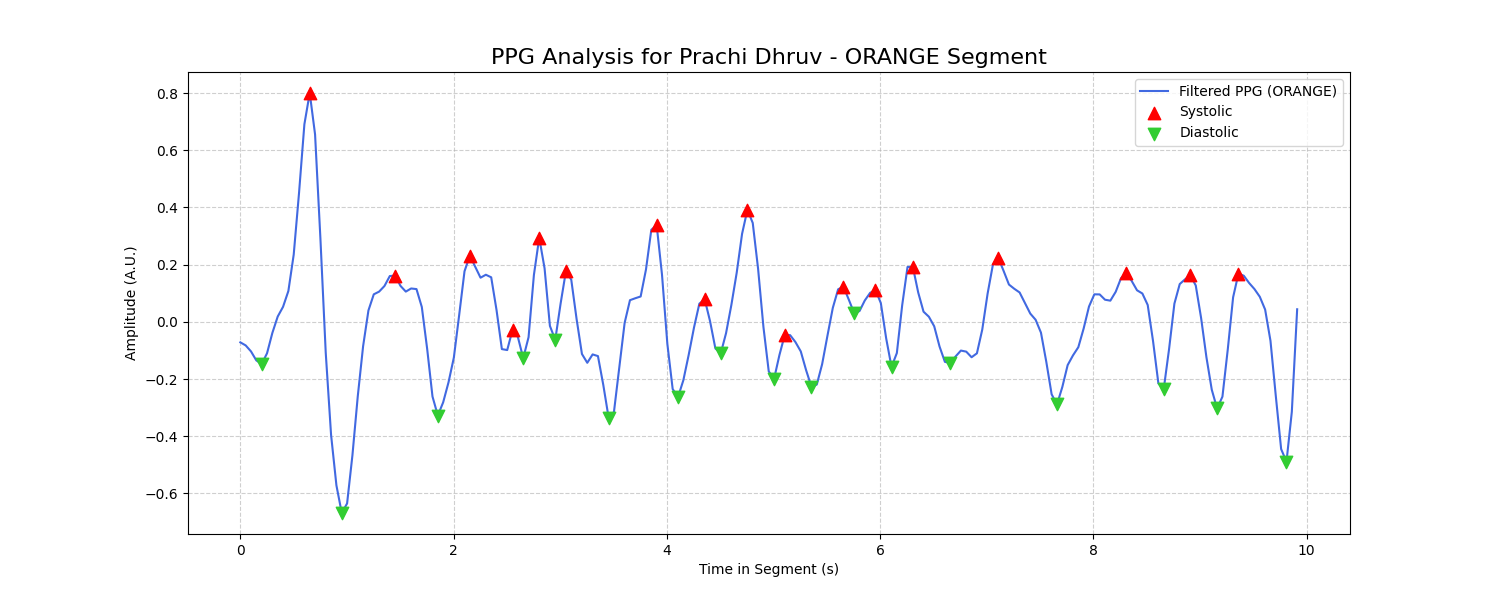 PPG Analysis for Prachi Dhruv - ORANGE Segment
Filtered PPG (ORANGE)
Systolic
Diastolic
Amplitude (A.U.)
0.8
0.6
0.4
0.2
0.0
−0.2
−0.4
−0.6
0 2 4 6 8 10
Time in Segment (s)